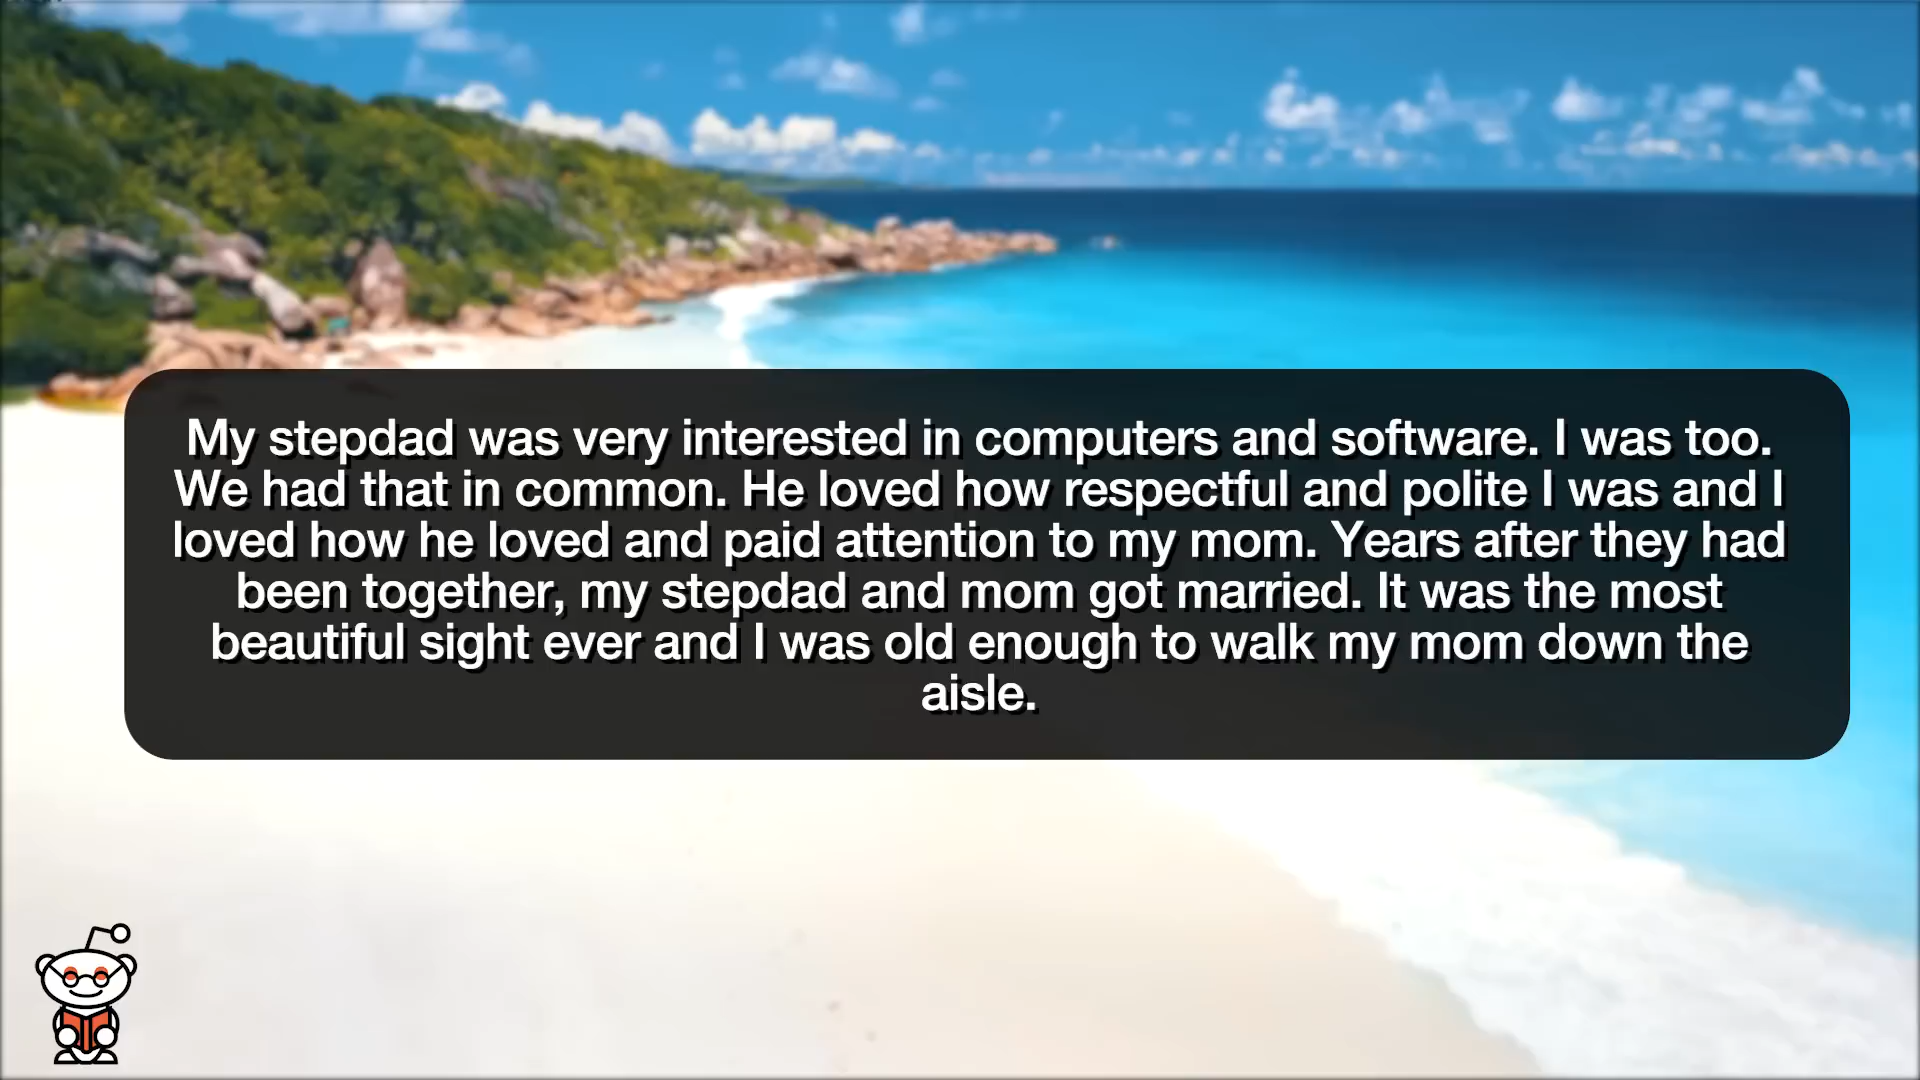 My stepdad was very interested in computers and software. I was too.
We had that in common. He loved how respectful and polite I was and I
loved how he loved and paid attention to my mom. Years after they had
been together, my stepdad and mom got married. It was the most
beautiful sight ever and I was old enough to walk my mom down the
aisle.